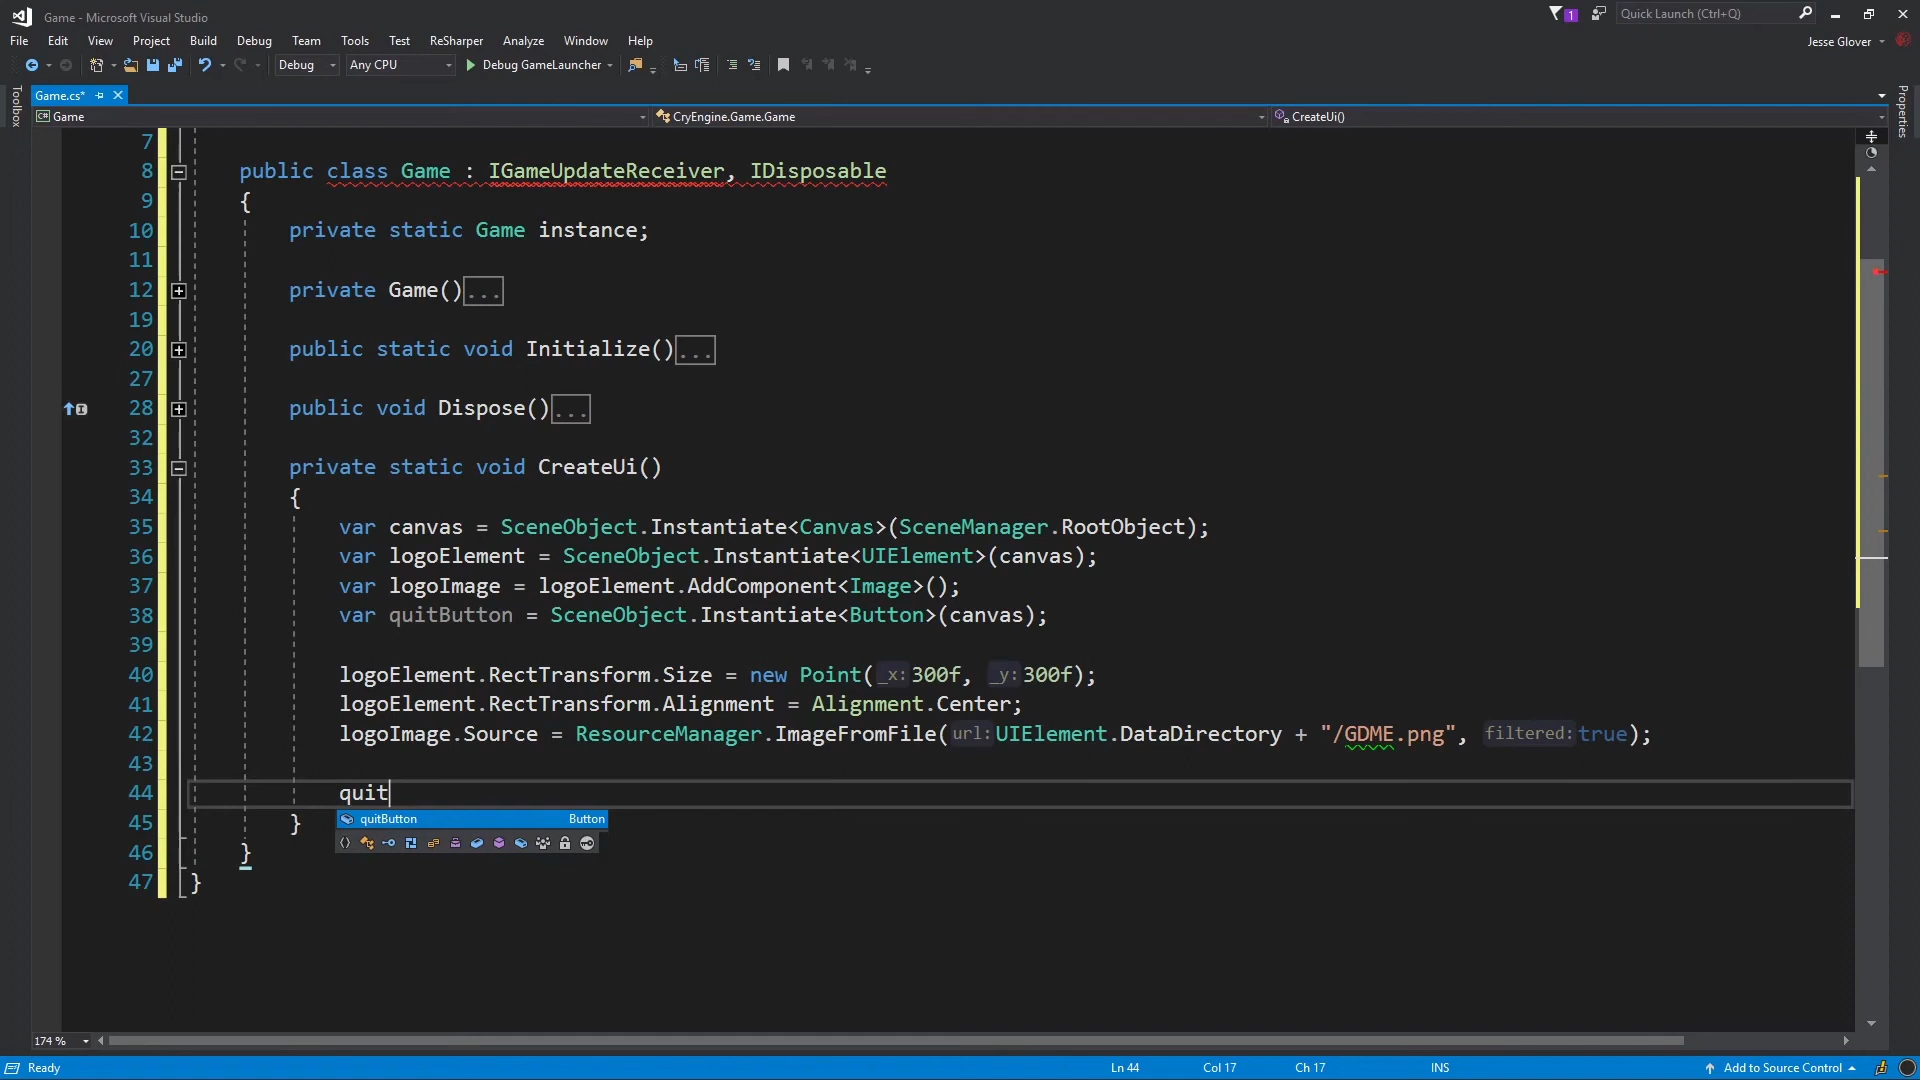 Game - Microsoft Visual Studio
1
Quick Launch (Ctrl+Q)
File Edit View Project Build Debug Team Tools Test ReSharper Analyze Window Help
Jesse Glover
Debug Any CPU Debug GameLauncher
Toolbox
Game.cs*
Properties
Game CryEngine.Game.Game CreateUi()
7
8 public class Game : IGameUpdateReceiver, IDisposable
9 {
10 private static Game instance;
11
12 private Game()...
19
20 public static void Initialize()...
27
28 public void Dispose()...
32
33 private static void CreateUi()
34 {
35 var canvas = SceneObject.Instantiate<Canvas>(SceneManager.RootObject);
36 var logoElement = SceneObject.Instantiate<UIElement>(canvas);
37 var logoImage = logoElement.AddComponent<Image>();
38 var quitButton = SceneObject.Instantiate<Button>(canvas);
39
40 logoElement.RectTransform.Size = new Point(_x:300f, _y:300f);
41 logoElement.RectTransform.Alignment = Alignment.Center;
42 logoImage.Source = ResourceManager.ImageFromFile(url:UIElement.DataDirectory + "/GDME.png", filtered:true);
43
44 quit
quitButton Button
45 }
46 }
47 }
174 %
Ready Ln 44 Col 17 Ch 17 INS Add to Source Control